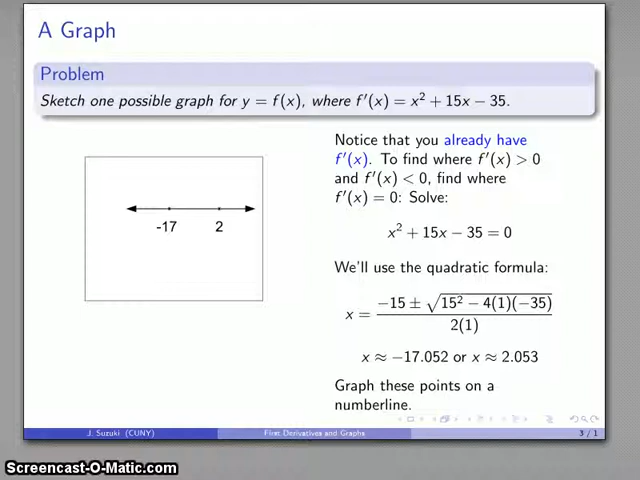 A Graph
Problem
Sketch one possible graph for y = f(x), where f′(x) = x² + 15x − 35.
Notice that you already have
f′(x). To find where f′(x) > 0
and f′(x) < 0, find where
f′(x) = 0: Solve:
x² + 15x − 35 = 0
We'll use the quadratic formula:
x = (−15 ± √(15² − 4(1)(−35))) / 2(1)
x ≈ −17.052 or x ≈ 2.053
Graph these points on a
numberline.
-17 2
J. Suzuki (CUNY) First Derivatives and Graphs 3 / 1
Screencast-O-Matic.com